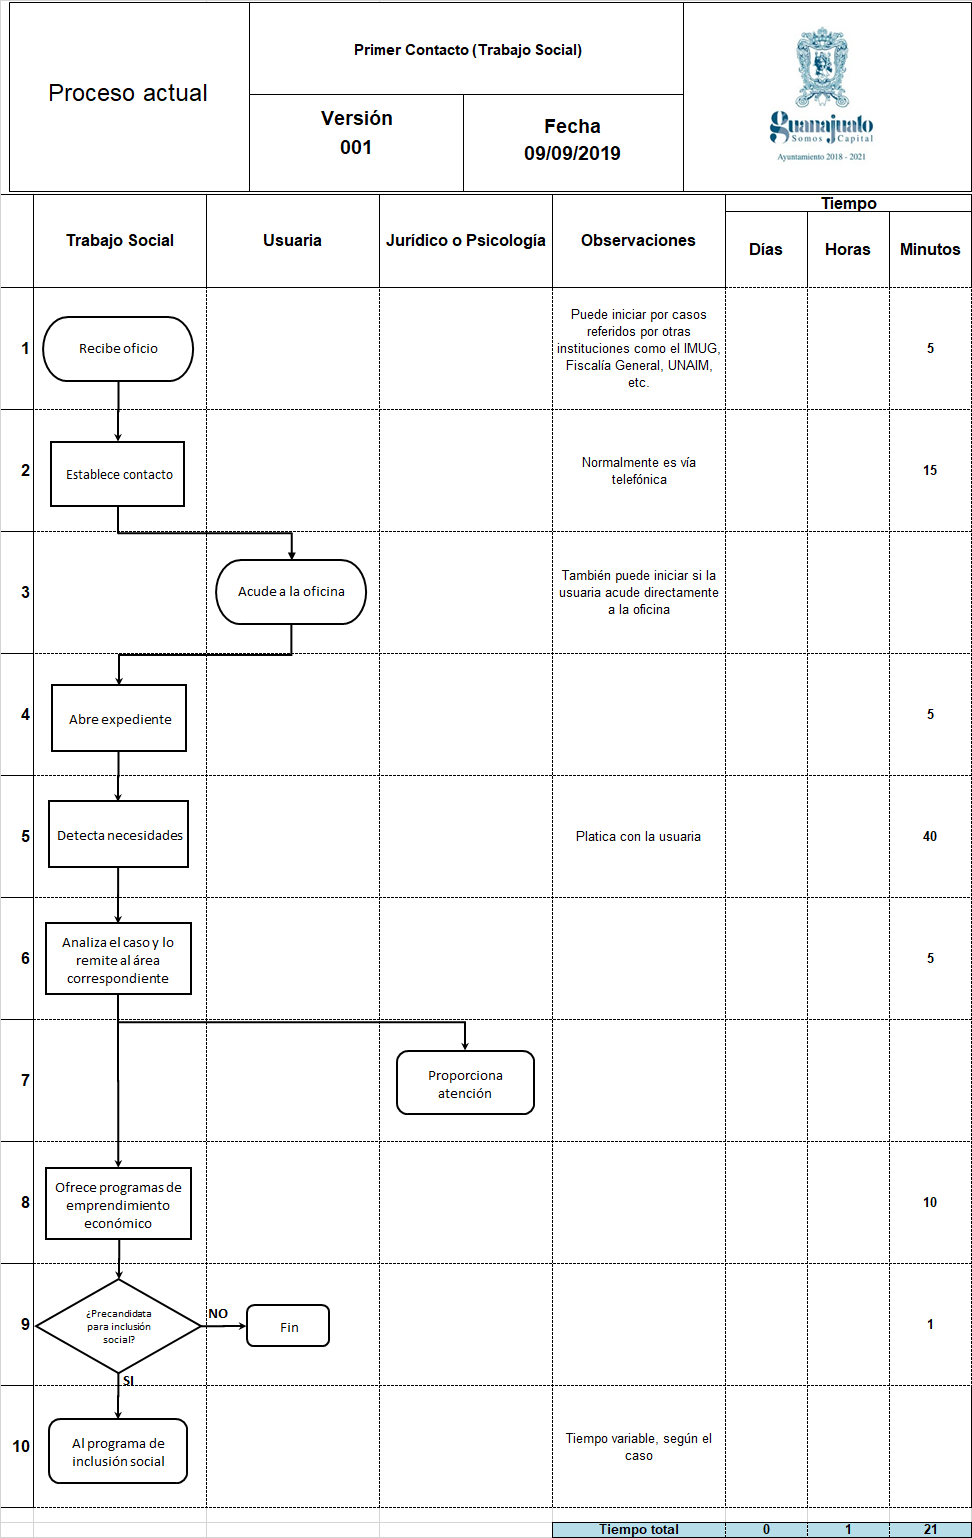 Proceso actual
Primer Contacto (Trabajo Social)
Versión
001
Fecha
09/09/2019
Guanajuato
Somos Capital
Ayuntamiento 2018 - 2021
Trabajo Social
Usuaria
Jurídico o Psicología
Observaciones
Tiempo
Días
Horas
Minutos
1
Recibe oficio
Puede iniciar por casos
referidos por otras
instituciones como el IMUG,
Fiscalía General, UNAIM,
etc.
5
2
Establece contacto
Normalmente es vía
telefónica
15
3
Acude a la oficina
También puede iniciar si la
usuaria acude directamente
a la oficina
4
Abre expediente
5
5
Detecta necesidades
Platica con la usuaria
40
6
Analiza el caso y lo
remite al área
correspondiente
5
7
Proporciona
atención
8
Ofrece programas de
emprendimiento
económico
10
9
¿Precandidata
para inclusión
social?
NO
Fin
1
SI
10
Al programa de
inclusión social
Tiempo variable, según el
caso
Tiempo total
0
1
21